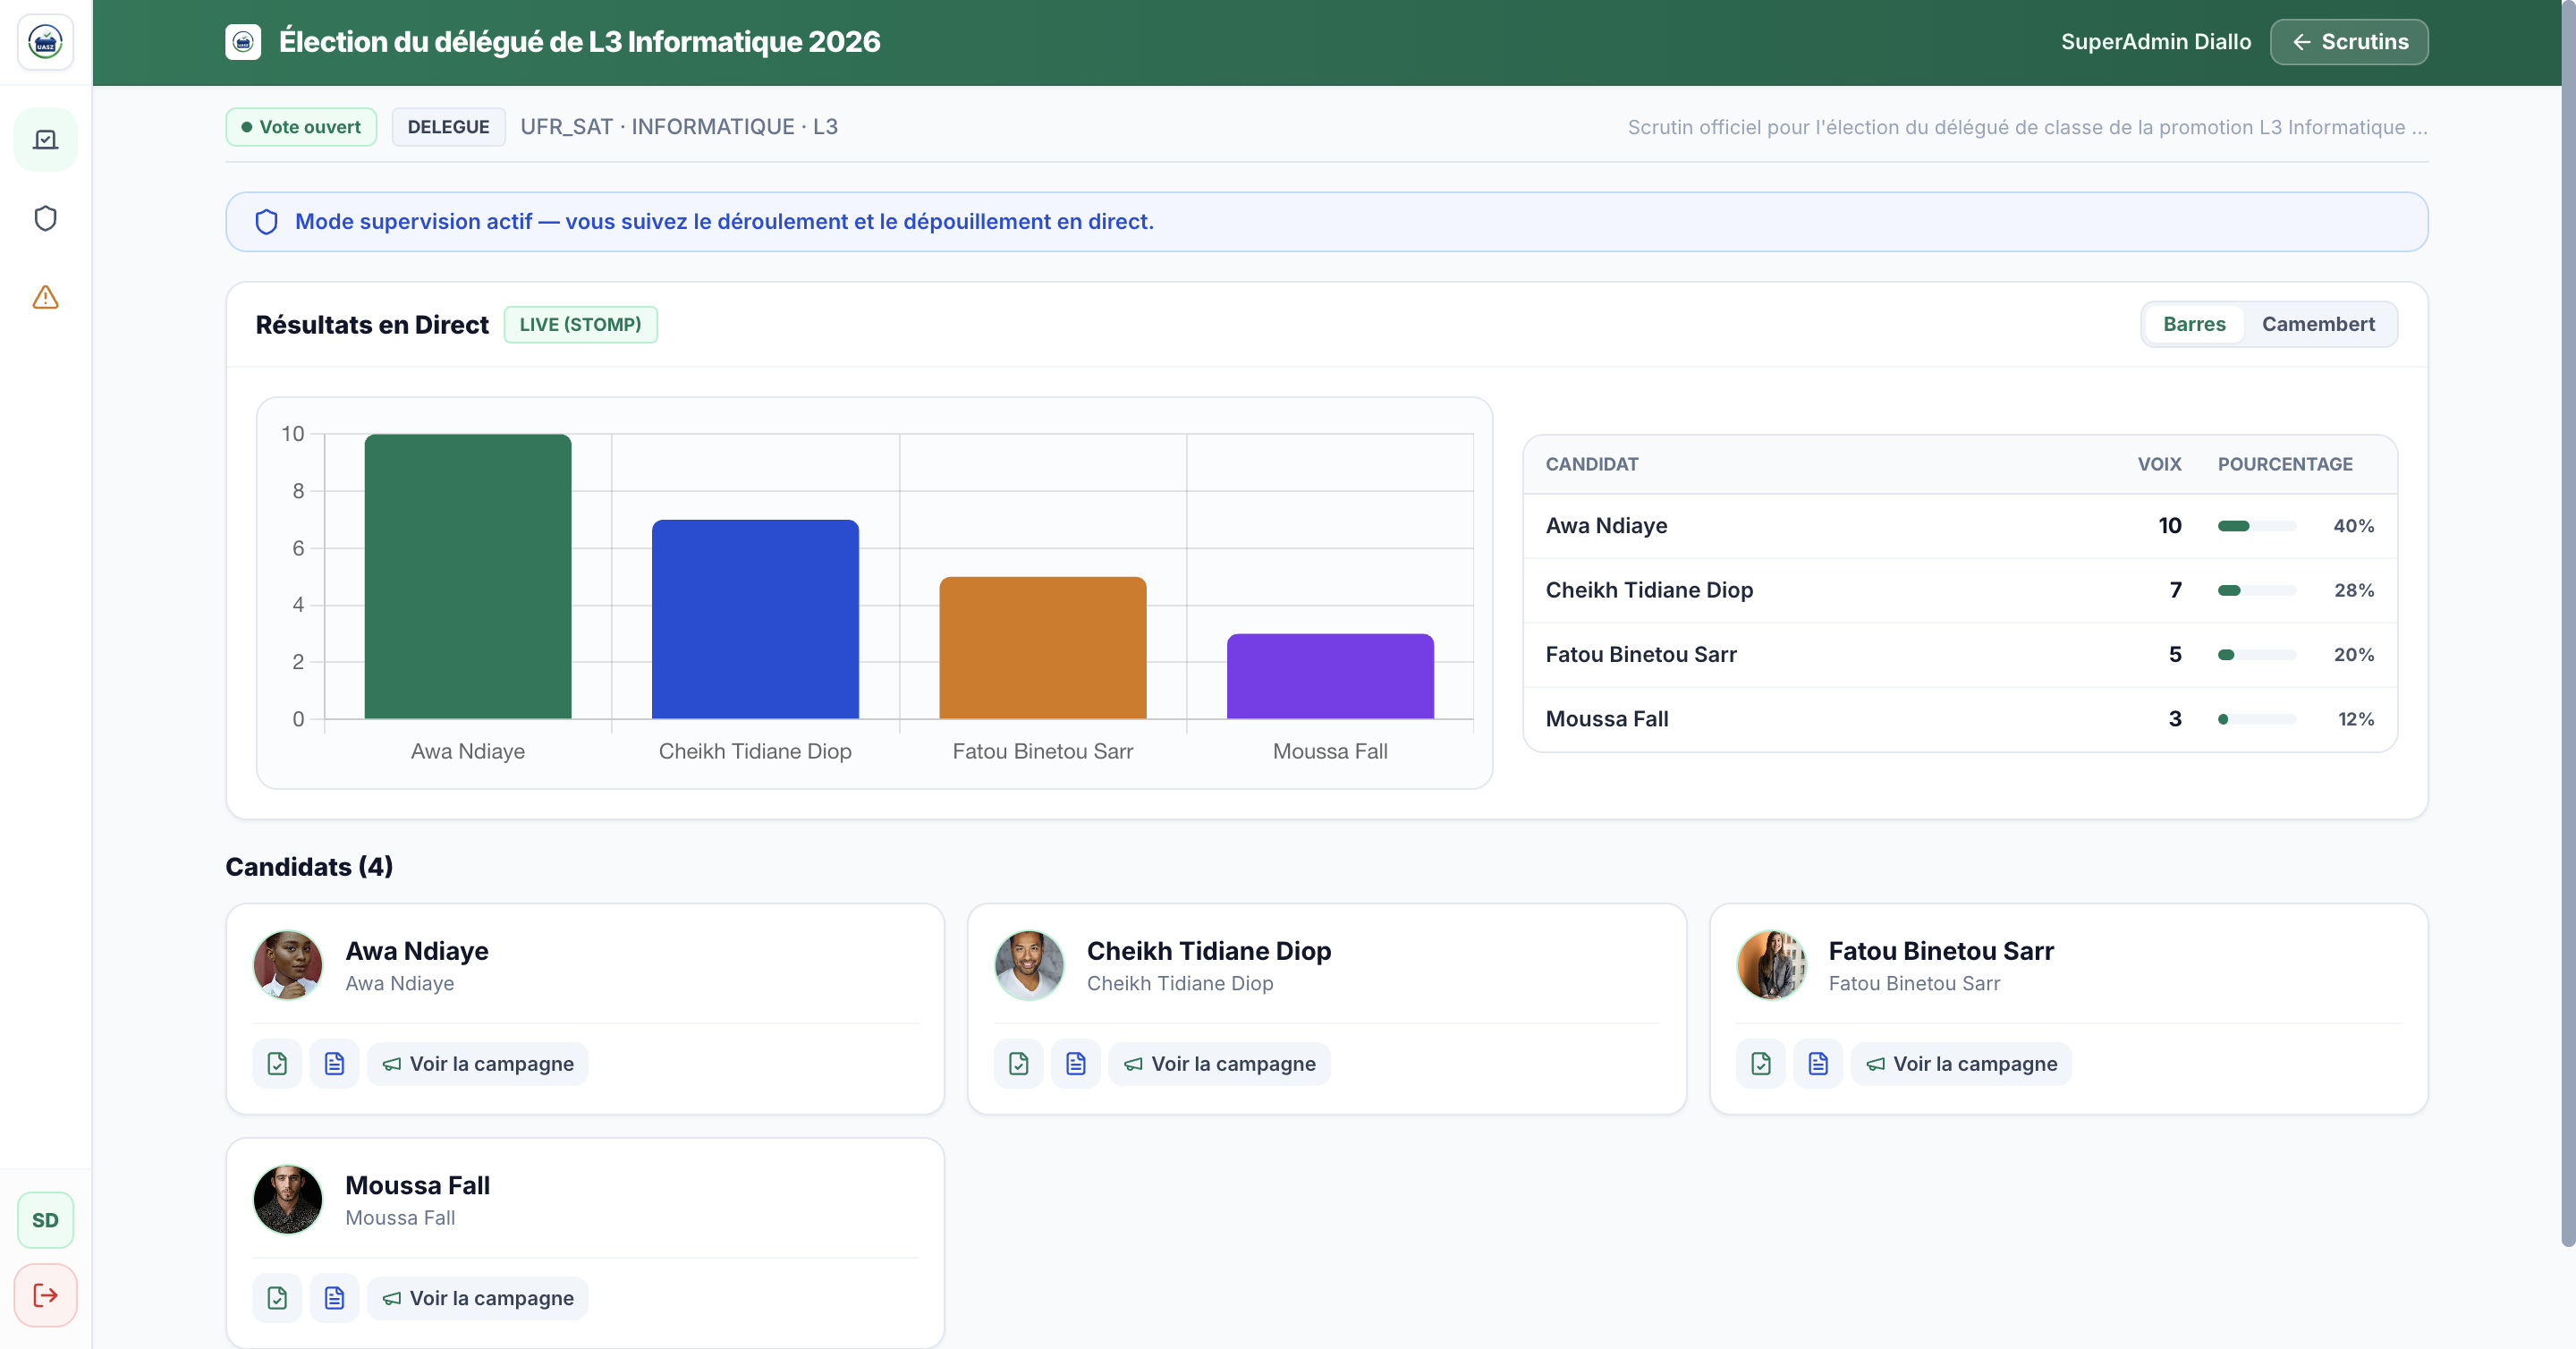 UASZ
Élection du délégué de L3 Informatique 2026
SuperAdmin Diallo
← Scrutins
Vote ouvert
DELEGUE
UFR_SAT · INFORMATIQUE · L3
Scrutin officiel pour l'élection du délégué de classe de la promotion L3 Informatique ...
Mode supervision actif — vous suivez le déroulement et le dépouillement en direct.
Résultats en Direct
LIVE (STOMP)
Barres
Camembert
10
8
6
4
2
0
Awa Ndiaye
Cheikh Tidiane Diop
Fatou Binetou Sarr
Moussa Fall
CANDIDAT VOIX POURCENTAGE
Awa Ndiaye 10 40%
Cheikh Tidiane Diop 7 28%
Fatou Binetou Sarr 5 20%
Moussa Fall 3 12%
Candidats (4)
Awa Ndiaye
Awa Ndiaye
Voir la campagne
Cheikh Tidiane Diop
Cheikh Tidiane Diop
Voir la campagne
Fatou Binetou Sarr
Fatou Binetou Sarr
Voir la campagne
Moussa Fall
Moussa Fall
Voir la campagne
SD